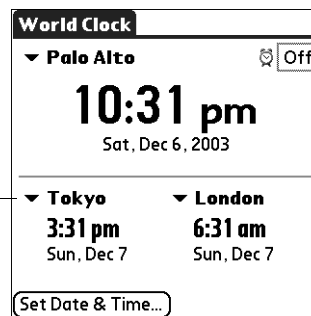 World Clock
Palo Alto Off
10:31 pm
Sat, Dec 6, 2003
Tokyo London
3:31 pm 6:31 am
Sun, Dec 7 Sun, Dec 7
Set Date & Time...